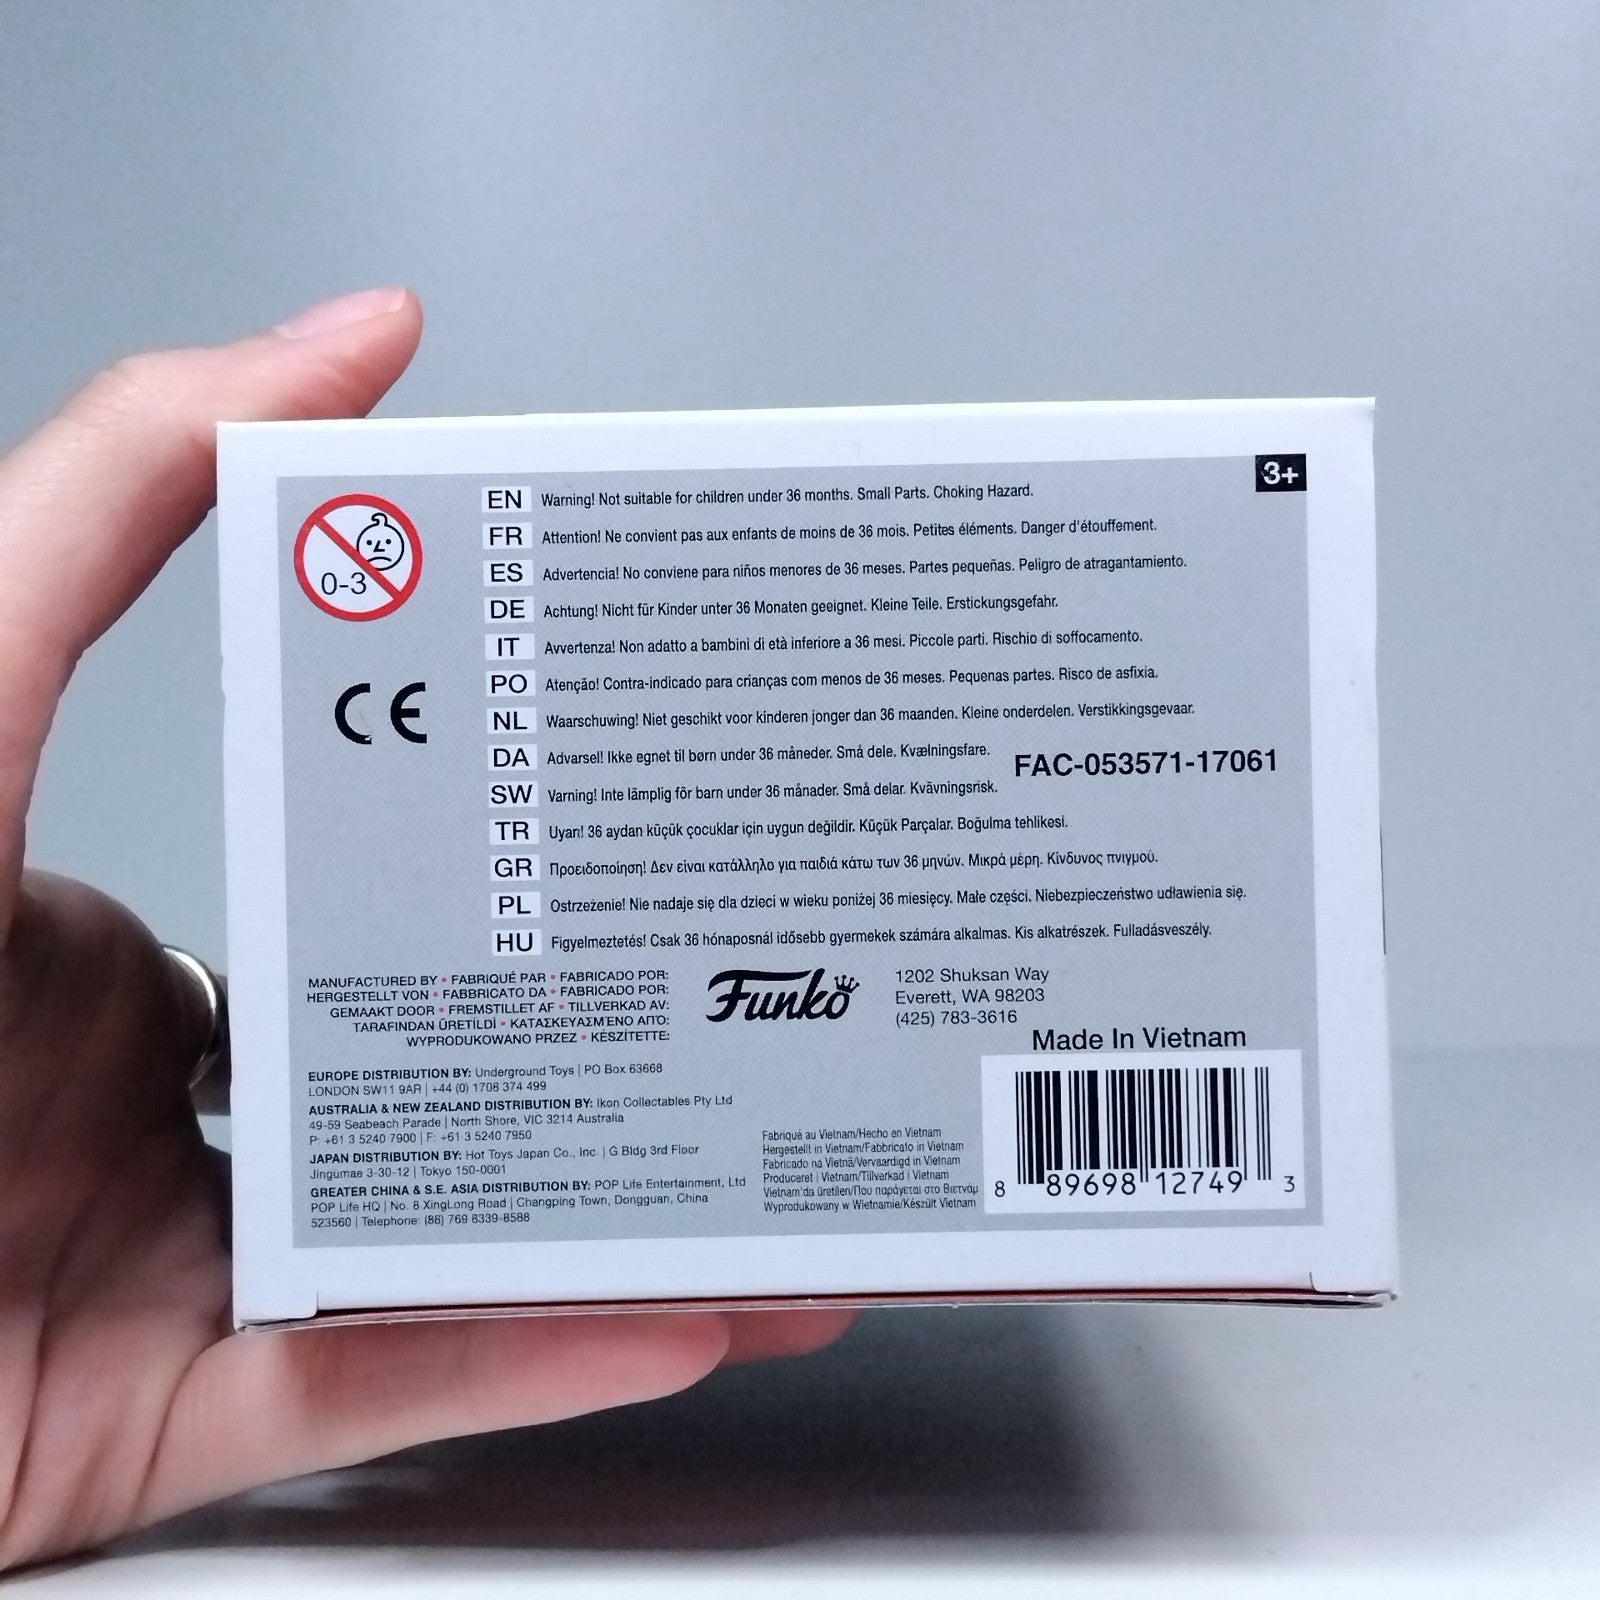 3+
0-3
CE
EN Warning! Not suitable for children under 36 months. Small Parts. Choking Hazard.
FR Attention! Ne convient pas aux enfants de moins de 36 mois. Petites éléments. Danger d'étouffement.
ES Advertencia! No conviene para niños menores de 36 meses. Partes pequeñas. Peligro de atragantamiento.
DE Achtung! Nicht für Kinder unter 36 Monaten geeignet. Kleine Teile. Erstickungsgefahr.
IT Avvertenza! Non adatto a bambini di età inferiore a 36 mesi. Piccole parti. Rischio di soffocamento.
PO Atenção! Contra-indicado para crianças com menos de 36 meses. Pequenas partes. Risco de asfixia.
NL Waarschuwing! Niet geschikt voor kinderen jonger dan 36 maanden. Kleine onderdelen. Verstikkingsgevaar.
DA Advarsel! Ikke egnet til børn under 36 måneder. Små dele. Kvælningsfare.
FAC-053571-17061
SW Varning! Inte lämplig för barn under 36 månader. Små delar. Kvävningsrisk.
TR Uyarı! 36 aydan küçük çocuklar için uygun değildir. Küçük Parçalar. Boğulma tehlikesi.
GR Προειδοποίηση! Δεν είναι κατάλληλο για παιδιά κάτω των 36 μηνών. Μικρά μέρη. Κίνδυνος πνιγμού.
PL Ostrzeżenie! Nie nadaje się dla dzieci w wieku poniżej 36 miesięcy. Małe części. Niebezpieczeństwo udławienia się.
HU Figyelmeztetés! Csak 36 hónaposnál idősebb gyermekek számára alkalmas. Kis alkatrészek. Fulladásveszély.
MANUFACTURED BY • FABRIQUÉ PAR • FABRICADO POR:
HERGESTELLT VON • FABBRICATO DA • FABRICADO POR:
GEMAAKT DOOR • FREMSTILLET AF • TILLVERKAD AV:
TARAFINDAN ÜRETİLDİ • ΚΑΤΑΣΚΕΥΑΣΜΈΝΟ ΑΠΌ:
WYPRODUKOWANO PRZEZ • KÉSZÍTETTE:
Funko
1202 Shuksan Way
Everett, WA 98203
(425) 783-3616
Made In Vietnam
EUROPE DISTRIBUTION BY: Underground Toys | PO Box 63668
LONDON SW11 9AR | +44 (0) 1708 374 499
AUSTRALIA & NEW ZEALAND DISTRIBUTION BY: Ikon Collectables Pty Ltd
49-59 Seabeach Parade | North Shore, VIC 3214 Australia
P: +61 3 5240 7900 | F: +61 3 5240 7950
JAPAN DISTRIBUTION BY: Hot Toys Japan Co., Inc. | G Bldg 3rd Floor
Jingumae 3-30-12 | Tokyo 150-0001
GREATER CHINA & S.E. ASIA DISTRIBUTION BY: POP Life Entertainment, Ltd
POP Life HQ | No. 8 XingLong Road | Changping Town, Dongguan, China
523560 | Telephone: (86) 769 8339-8588
Fabriqué au Vietnam/Hecho en Vietnam
Hergestellt in Vietnam/Fabbricato in Vietnam
Fabricado na Vietnã/Vervaardigd in Vietnam
Produceret i Vietnam/Tillverkad i Vietnam
Vietnam'da üretilen/Που παράγεται στο Βιετνάμ
Wyprodukowany w Wietnamie/Készült Vietnam
8 89698 12749 3